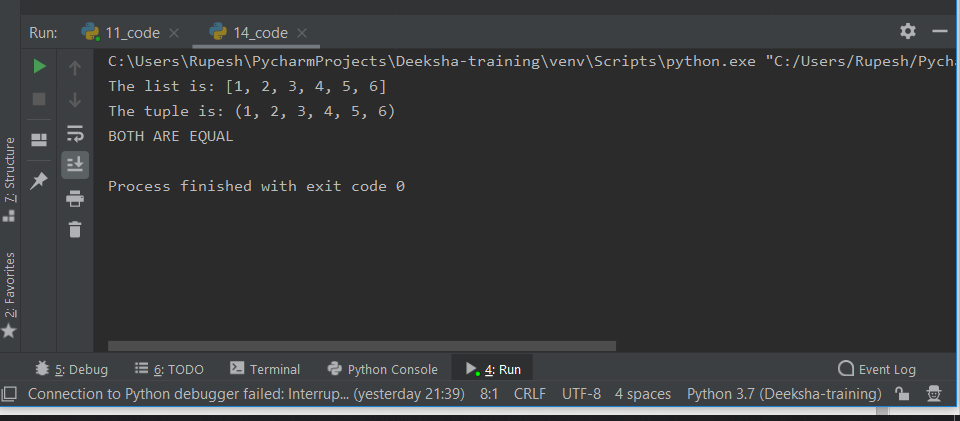 Run: 11_code 14_code
C:\Users\Rupesh\PycharmProjects\Deeksha-training\venv\Scripts\python.exe "C:/Users/Rupesh/Pycha
The list is: [1, 2, 3, 4, 5, 6]
The tuple is: (1, 2, 3, 4, 5, 6)
BOTH ARE EQUAL
Process finished with exit code 0
7: Structure
2: Favorites
5: Debug 6: TODO Terminal Python Console 4: Run Event Log
Connection to Python debugger failed: Interrup... (yesterday 21:39) 8:1 CRLF UTF-8 4 spaces Python 3.7 (Deeksha-training)